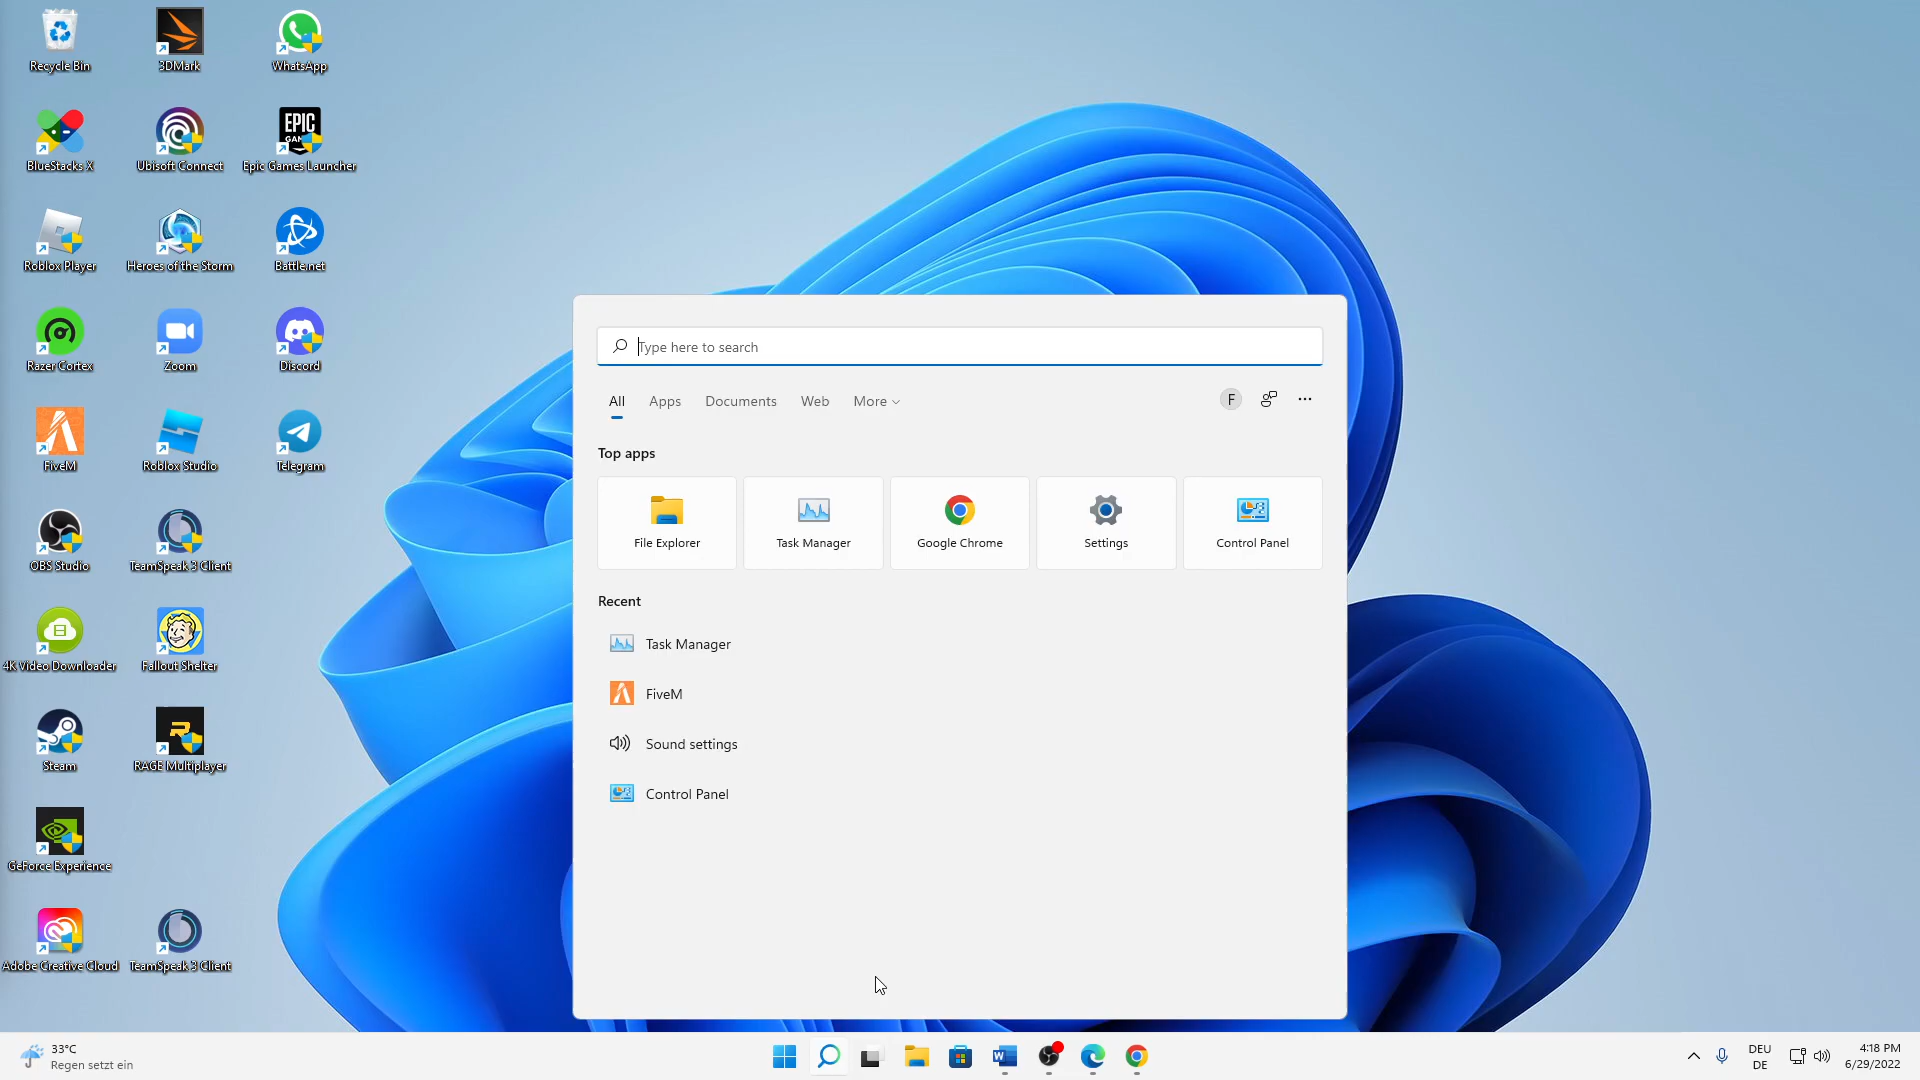 Recycle Bin
3DMark
WhatsApp
EPIC
GAMES
BlueStacks X
Ubisoft Connect
Epic Games Launcher
Roblox Player
Heroes of the Storm
Battle.net
Razer Cortex
Zoom
Discord
FiveM
Roblox Studio
Telegram
OBS Studio
TeamSpeak 3 Client
4K Video Downloader
Fallout Shelter
Steam
RAGE Multiplayer
GeForce Experience
Adobe Creative Cloud
TeamSpeak 3 Client
Type here to search
All
Apps
Documents
Web
More
F
Top apps
File Explorer
Task Manager
Google Chrome
Settings
Control Panel
Recent
Task Manager
FiveM
Sound settings
Control Panel
33°C
Regen setzt ein
DEU
DE
4:18 PM
6/29/2022